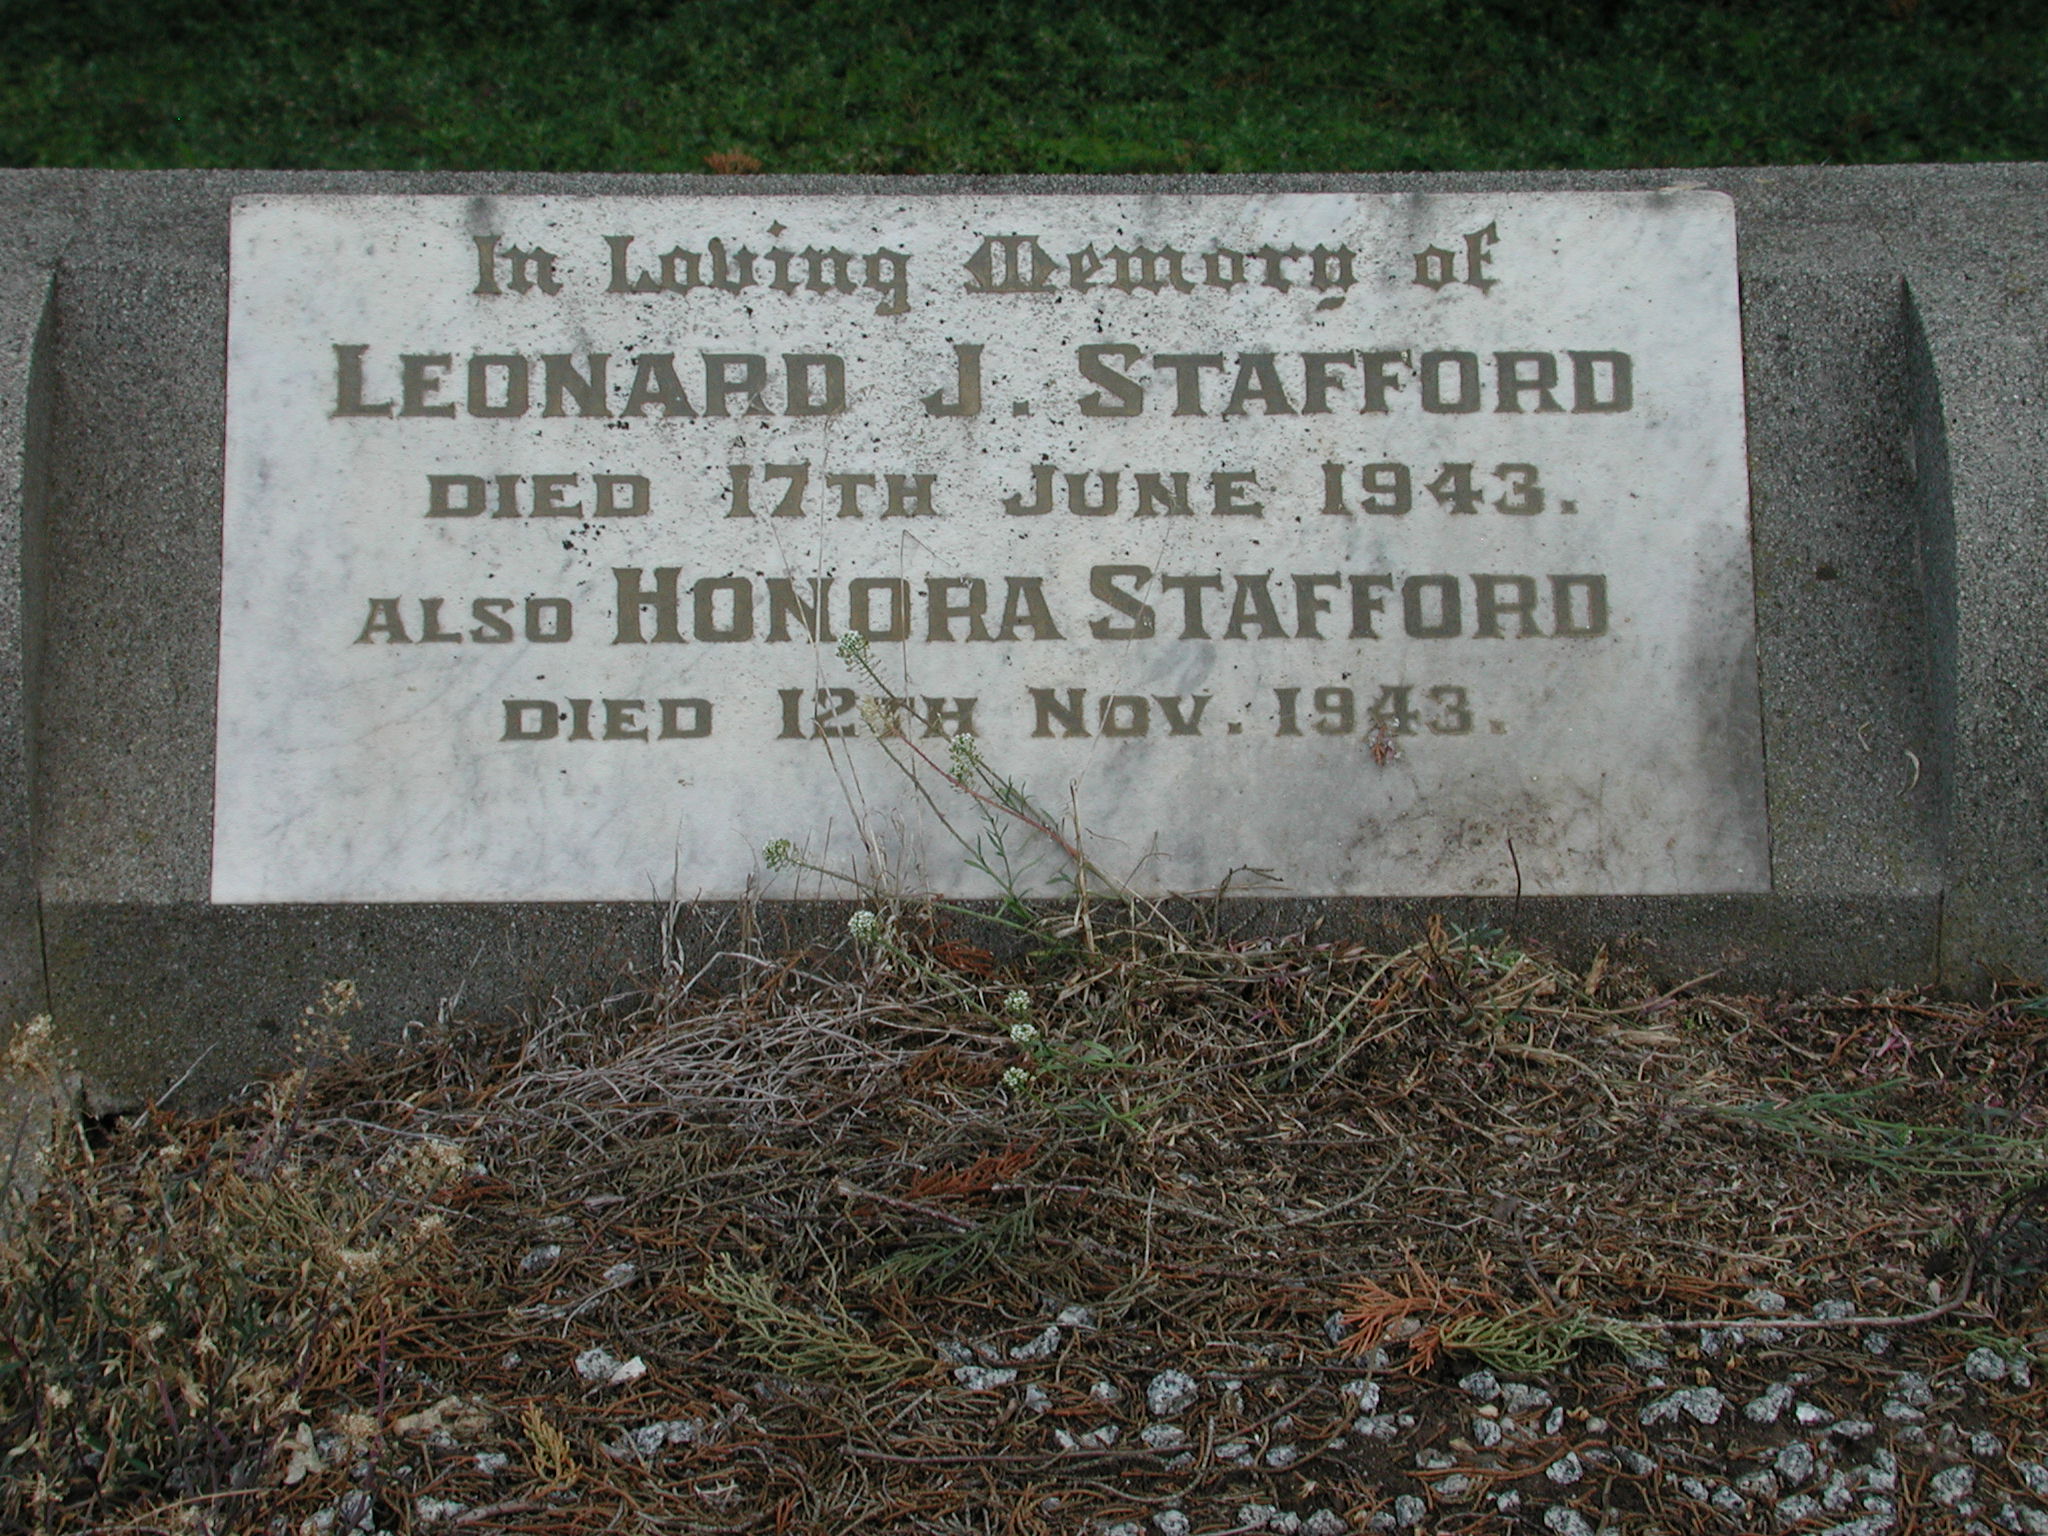 In Loving Memory of
LEONARD J. STAFFORD
DIED 17TH JUNE 1943.
ALSO HONORA STAFFORD
DIED 12TH NOV. 1943.